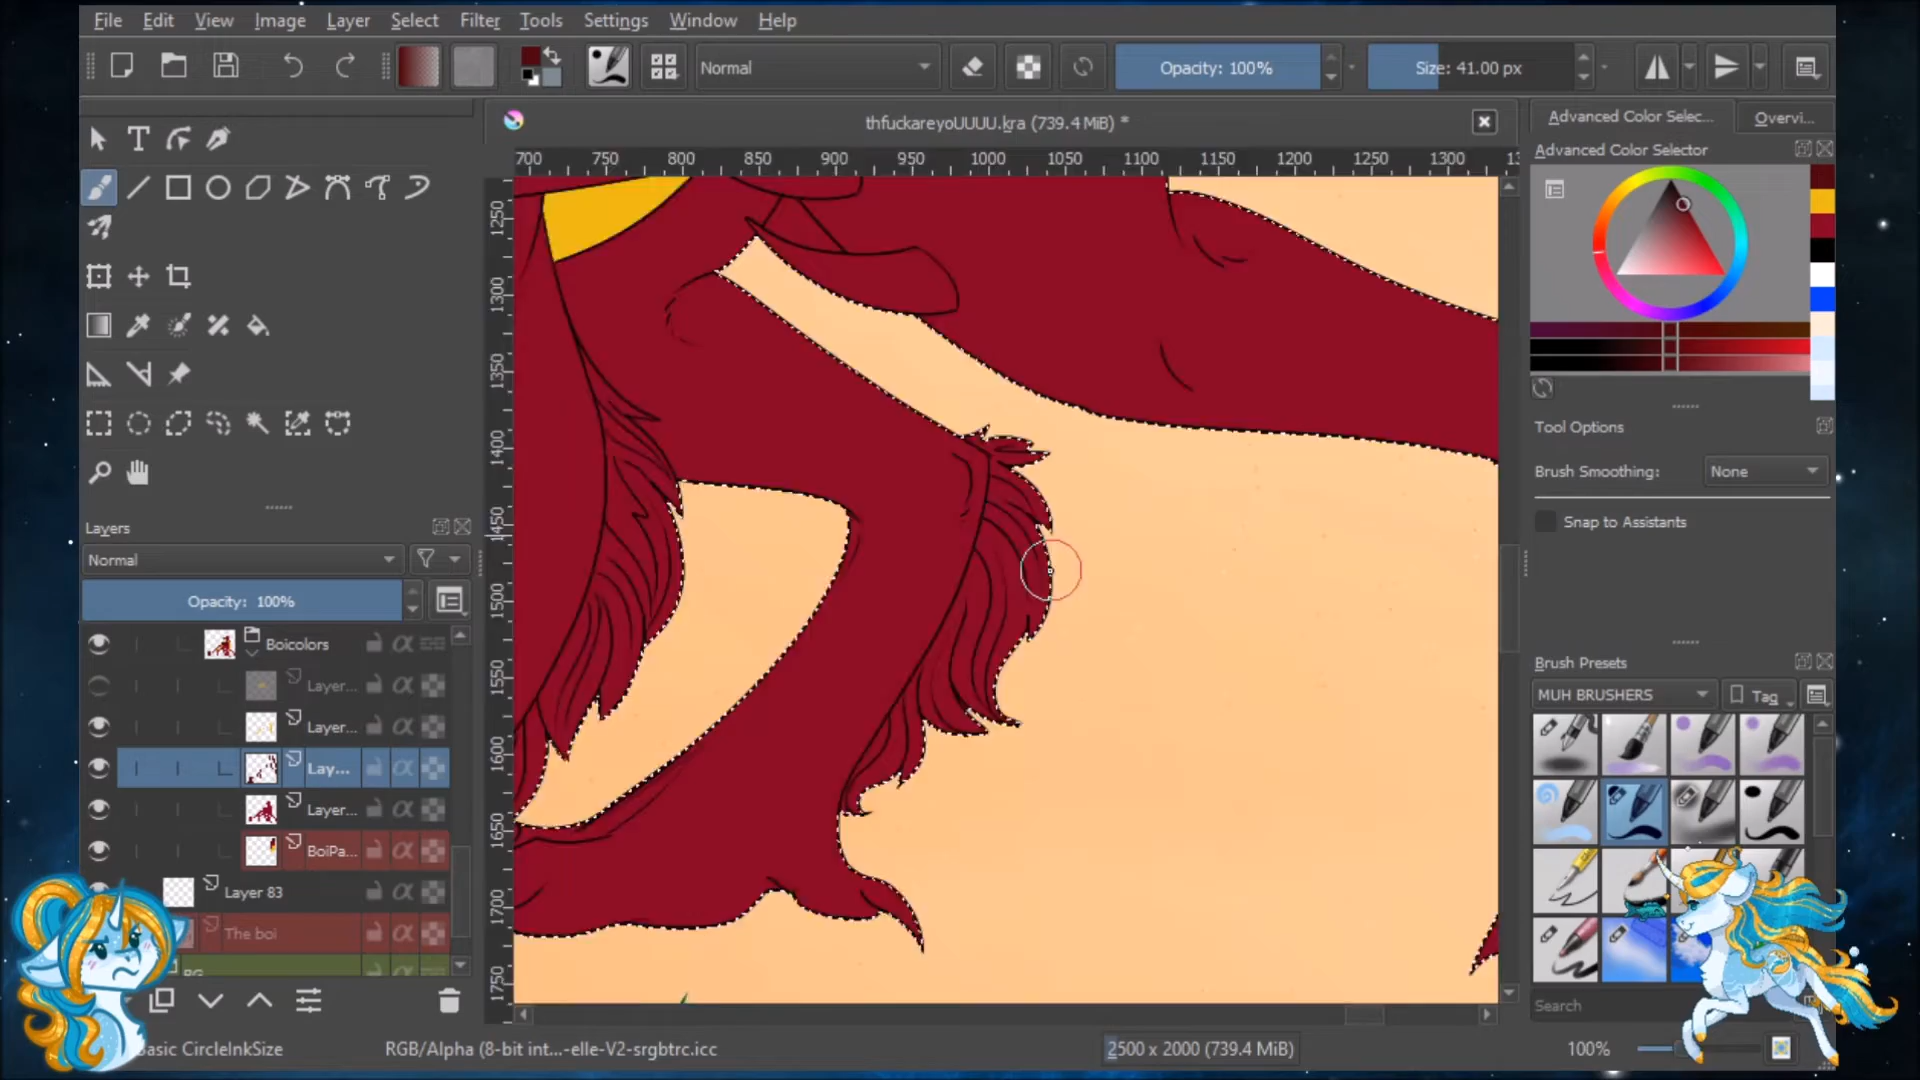 File Edit View Image Layer Select Filter Tools Settings Window Help
Normal Opacity: 100% Size: 41.00 px
thfuckareyoUUUU.kra (739.4 MiB) *
Advanced Color Selec... Overvi...
Advanced Color Selector
700 750 800 850 900 950 1000 1050 1100 1150 1200 1250 1300
1250
1300
1350
1400
1450
1500
1550
1600
1650
1700
1750
Tool Options
Brush Smoothing: None
Snap to Assistants
Layers
Normal
Opacity: 100%
Boicolors
Layer...
Layer...
Lay...
Layer...
BoiPa...
Layer 83
The boi
BG
Brush Presets
MUH BRUSHERS Tag
Search
Basic CircleInkSize
RGB/Alpha (8-bit int...-elle-V2-srgbtrc.icc
2500 x 2000 (739.4 MiB)
100%